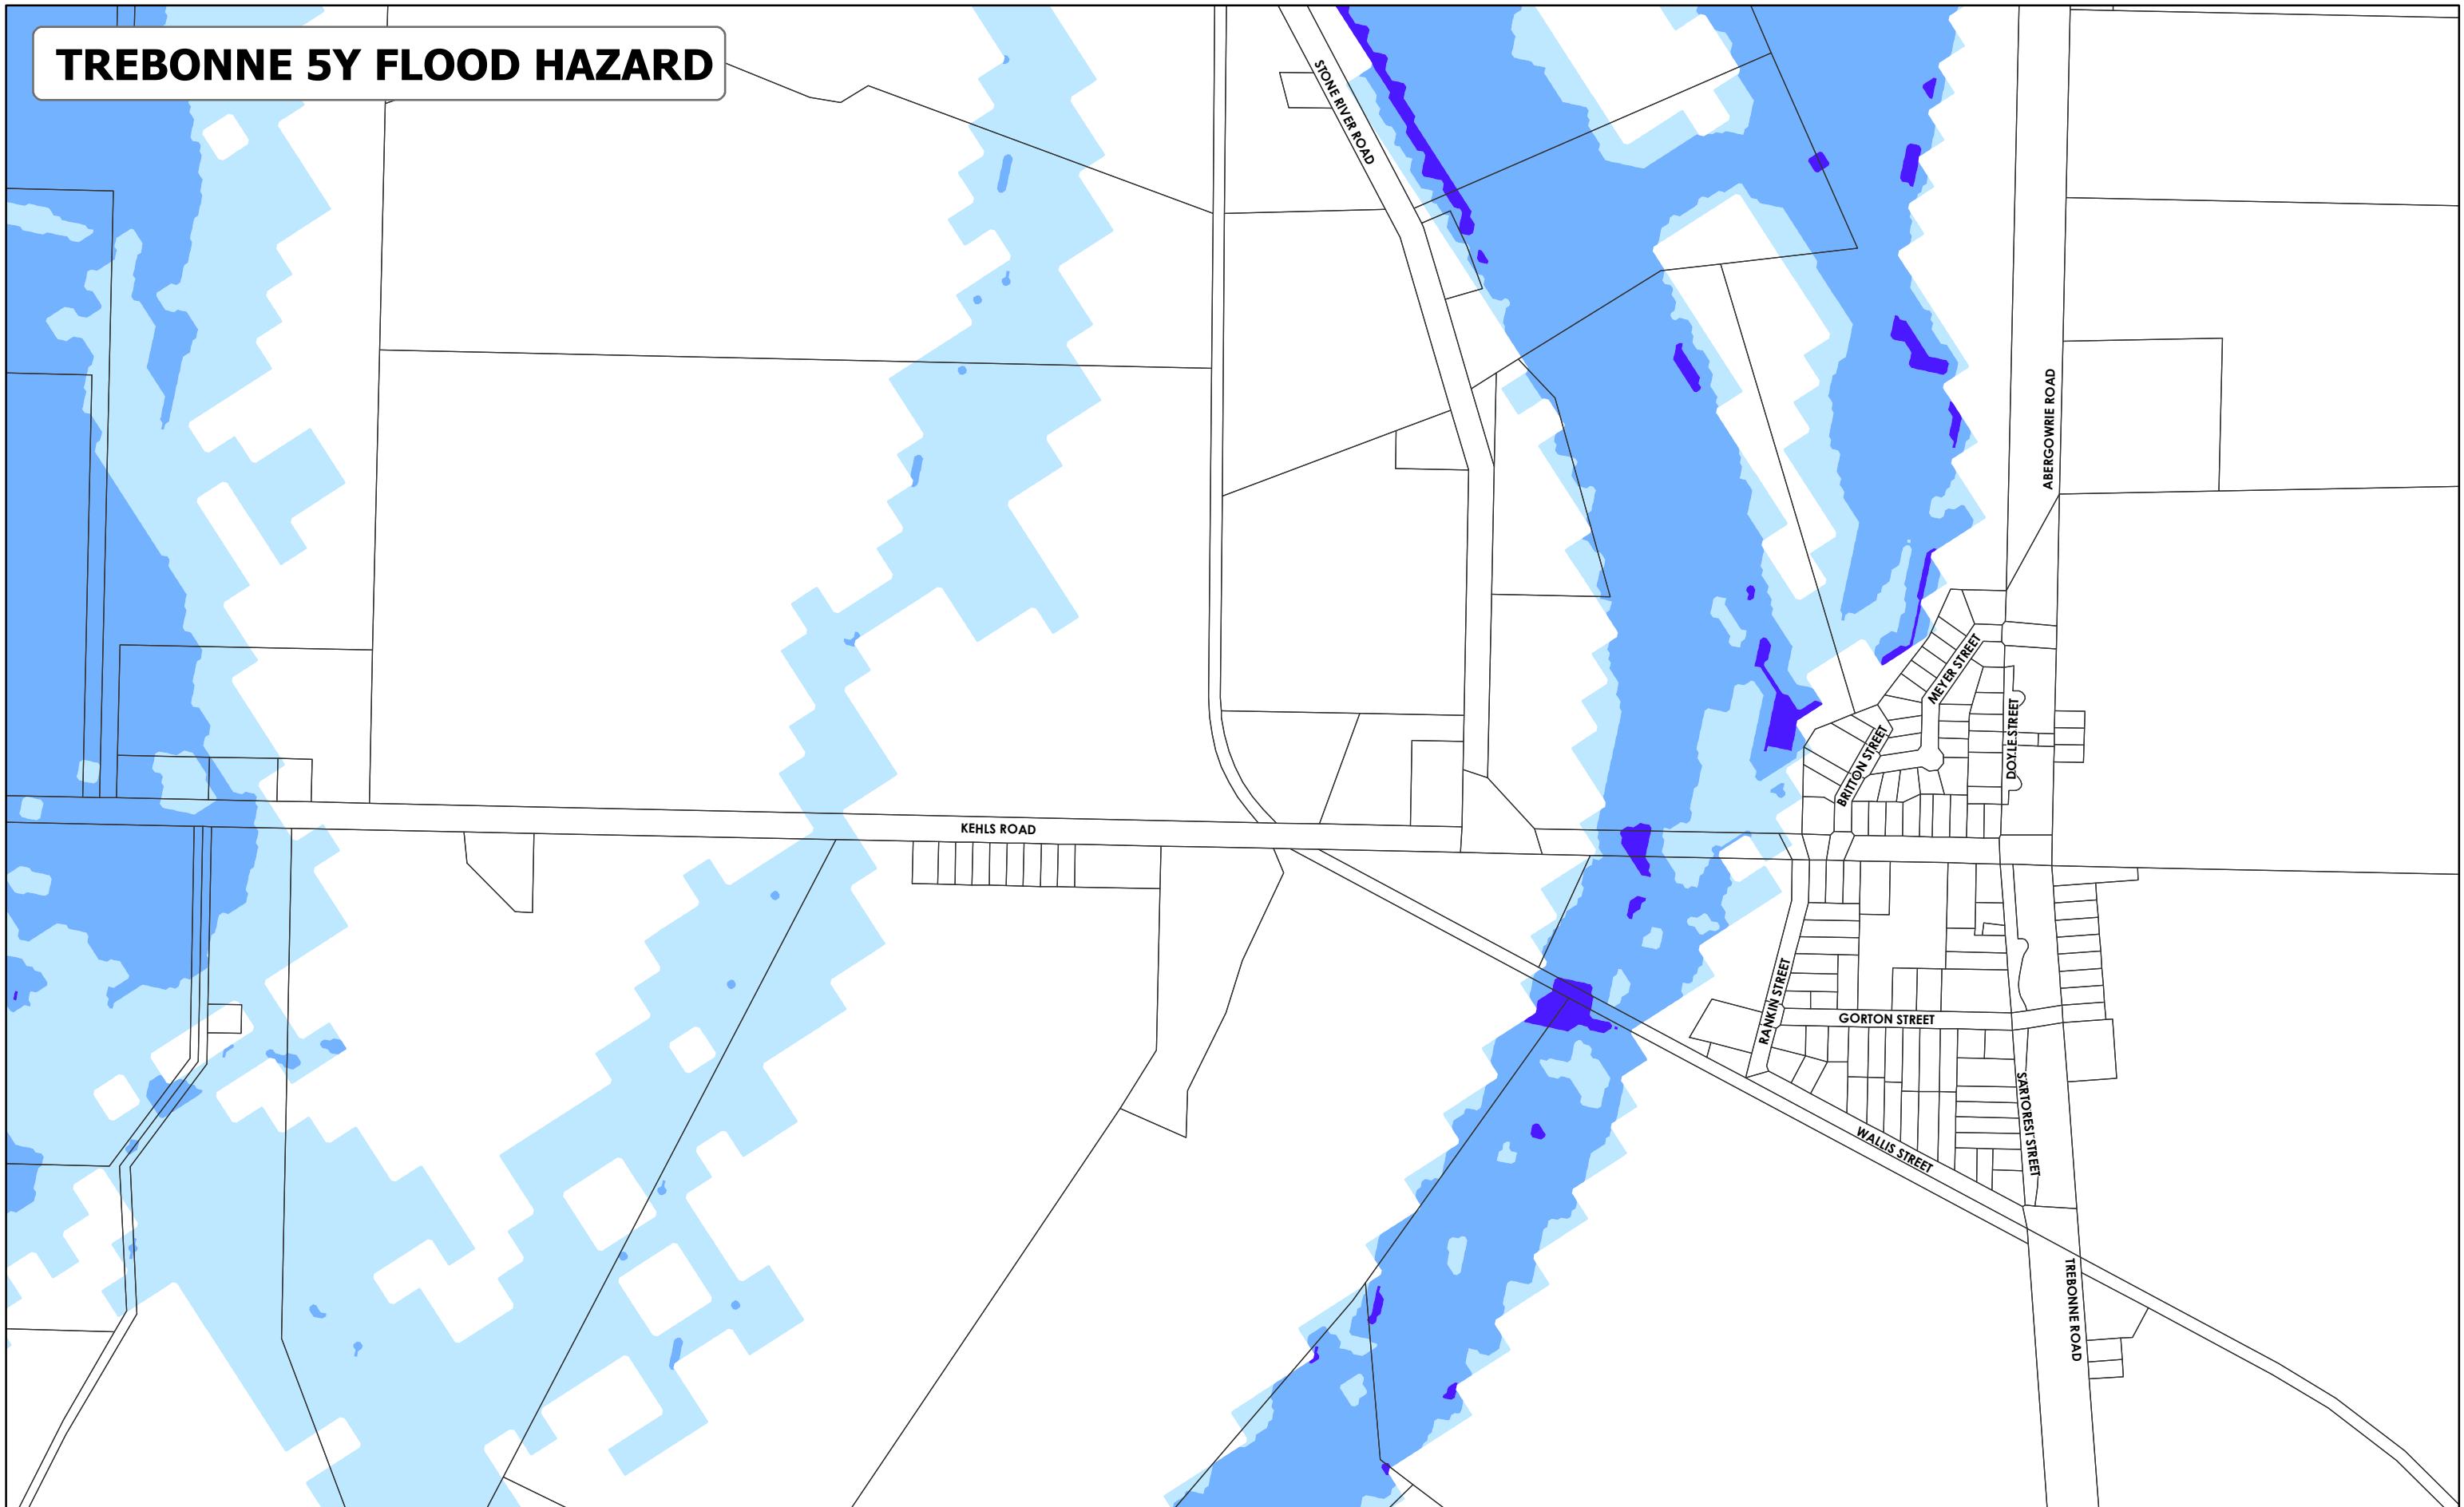 TREBONNE 5Y FLOOD HAZARD
STONE RIVER ROAD
ABERGOWRIE ROAD
MEYER STREET
DOYLE STREET
BRITTON STREET
KEHLS ROAD
RANKIN STREET
GORTON STREET
SARTORESI STREET
WALLIS STREET
TREBONNE ROAD